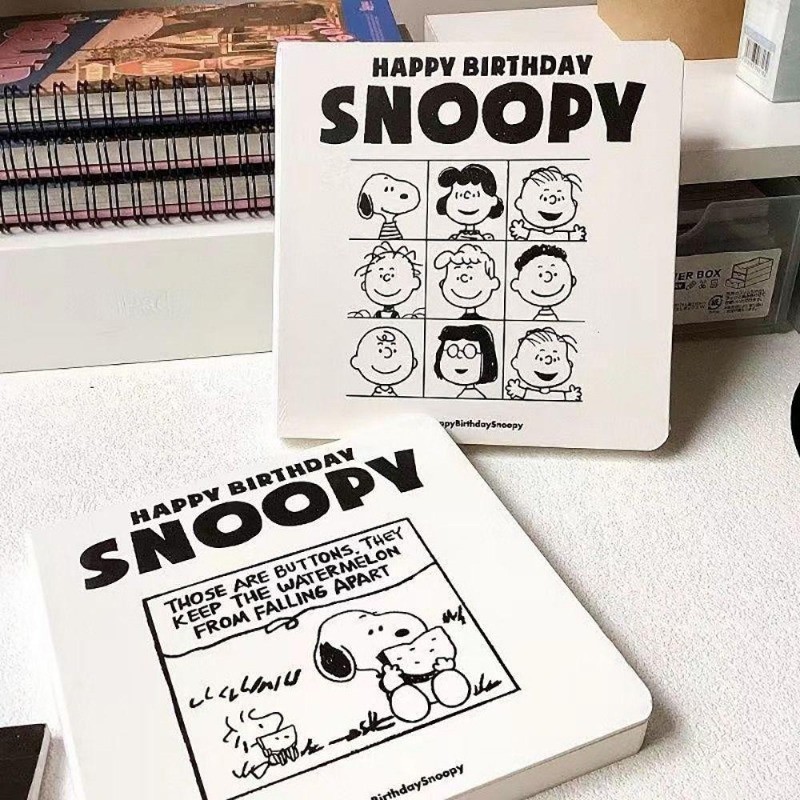 HAPPY BIRTHDAY
SNOOPY
pyBirthdaySnoopy
ER BOX
HAPPY BIRTHDAY
SNOOPY
THOSE ARE BUTTONS. THEY
KEEP THE WATERMELON
FROM FALLING APART
BirthdaySnoopy